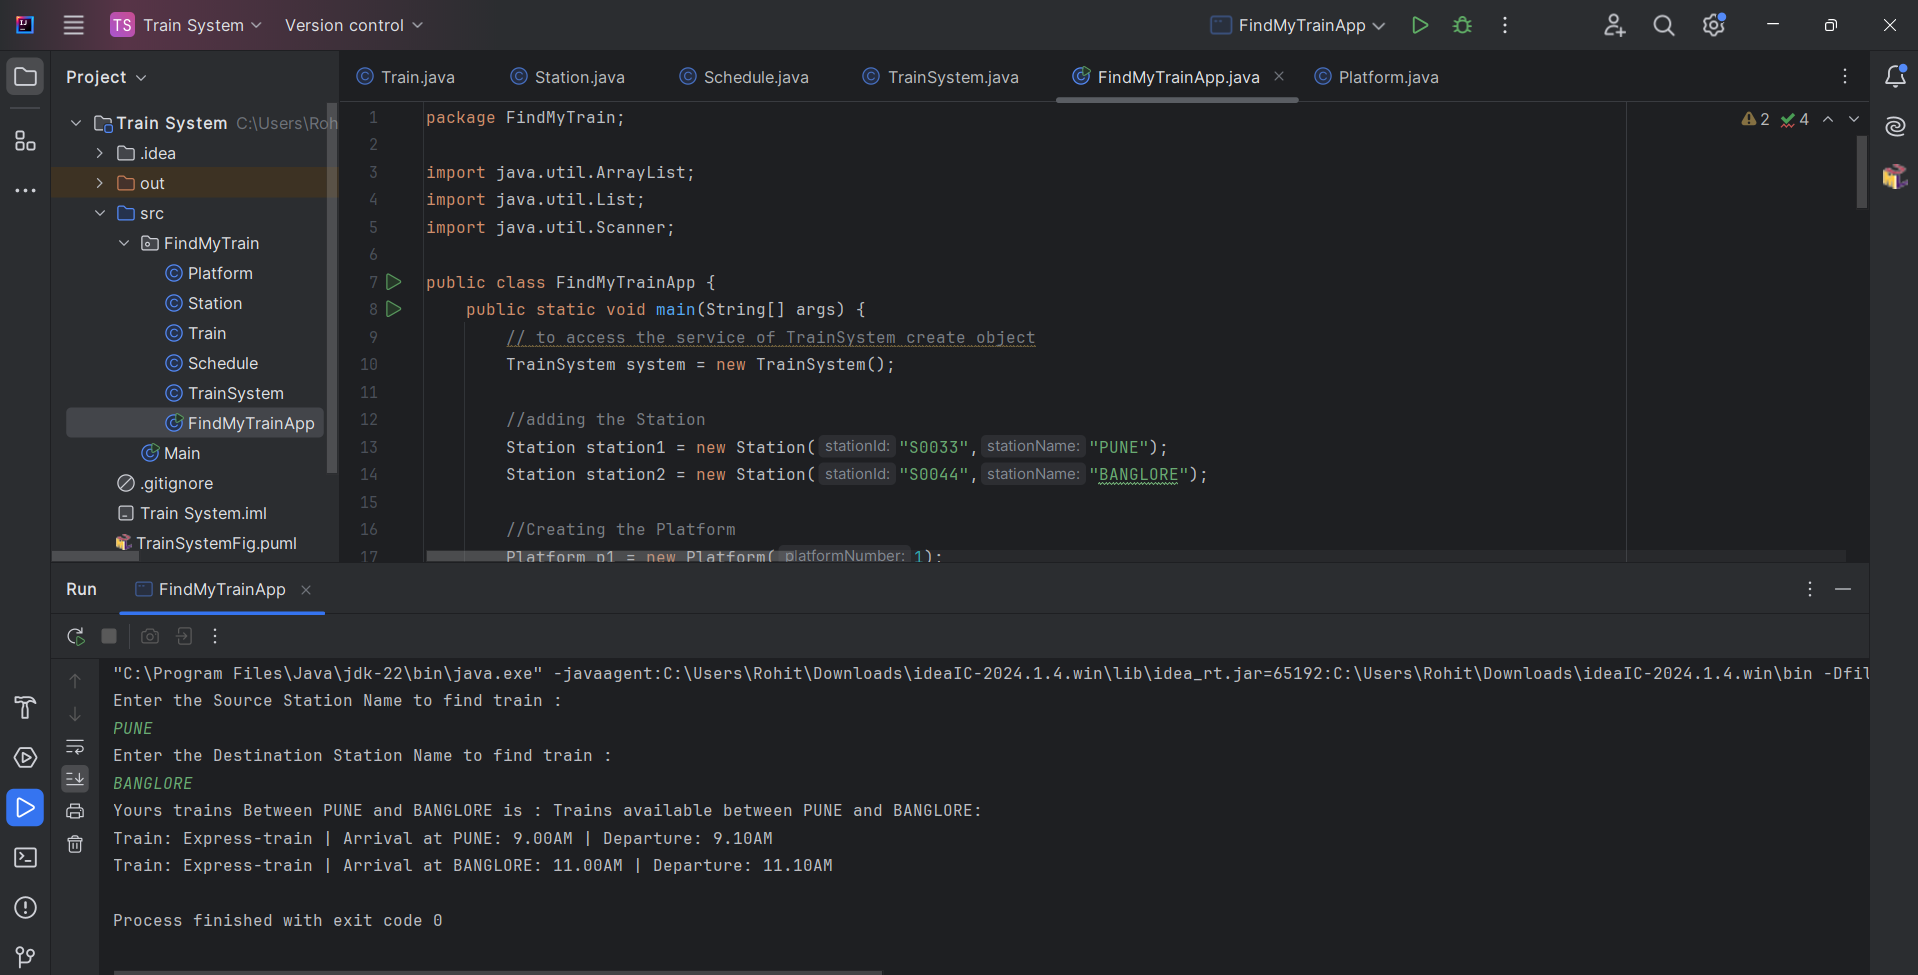 TS Train System Version control FindMyTrainApp
Project
Train.java Station.java Schedule.java TrainSystem.java FindMyTrainApp.java Platform.java
Train System C:\Users\Roh
.idea
out
src
FindMyTrain
Platform
Station
Train
Schedule
TrainSystem
FindMyTrainApp
Main
.gitignore
Train System.iml
TrainSystemFig.puml
2 4
1 package FindMyTrain;
2
3 import java.util.ArrayList;
4 import java.util.List;
5 import java.util.Scanner;
6
7 public class FindMyTrainApp {
8 public static void main(String[] args) {
9 // to access the service of TrainSystem create object
10 TrainSystem system = new TrainSystem();
11
12 //adding the Station
13 Station station1 = new Station( stationId: "S0033", stationName: "PUNE");
14 Station station2 = new Station( stationId: "S0044", stationName: "BANGLORE");
15
16 //Creating the Platform
17 Platform p1 = new Platform( platformNumber: 1);
Run FindMyTrainApp
"C:\Program Files\Java\jdk-22\bin\java.exe" -javaagent:C:\Users\Rohit\Downloads\ideaIC-2024.1.4.win\lib\idea_rt.jar=65192:C:\Users\Rohit\Downloads\ideaIC-2024.1.4.win\bin -Dfil
Enter the Source Station Name to find train :
PUNE
Enter the Destination Station Name to find train :
BANGLORE
Yours trains Between PUNE and BANGLORE is : Trains available between PUNE and BANGLORE:
Train: Express-train | Arrival at PUNE: 9.00AM | Departure: 9.10AM
Train: Express-train | Arrival at BANGLORE: 11.00AM | Departure: 11.10AM
Process finished with exit code 0